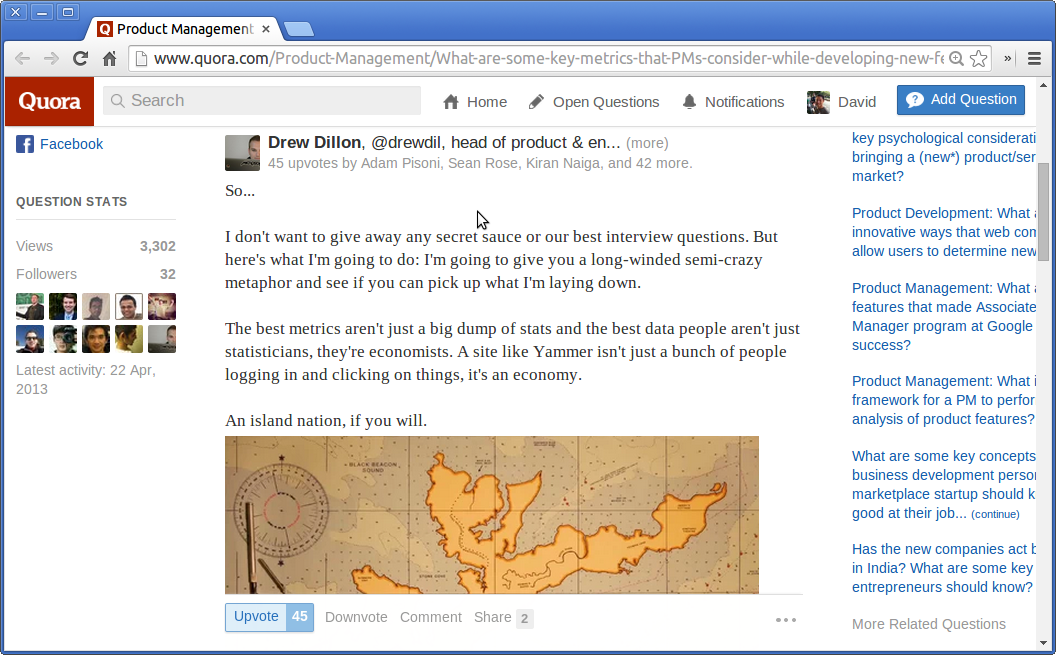 Product Management
www.quora.com/Product-Management/What-are-some-key-metrics-that-PMs-consider-while-developing-new-fe
Quora
Search
Home
Open Questions
Notifications
David
Add Question
Facebook
QUESTION STATS
Views 3,302
Followers 32
Latest activity: 22 Apr,
2013
Drew Dillon, @drewdil, head of product & en... (more)
45 upvotes by Adam Pisoni, Sean Rose, Kiran Naiga, and 42 more.
So...
I don't want to give away any secret sauce or our best interview questions. But
here's what I'm going to do: I'm going to give you a long-winded semi-crazy
metaphor and see if you can pick up what I'm laying down.
The best metrics aren't just a big dump of stats and the best data people aren't just
statisticians, they're economists. A site like Yammer isn't just a bunch of people
logging in and clicking on things, it's an economy.
An island nation, if you will.
BLACK BEACON
SOUND
Upvote 45
Downvote
Comment
Share 2
key psychological considerati
bringing a (new*) product/ser
market?
Product Development: What a
innovative ways that web com
allow users to determine new
Product Management: What a
features that made Associate
Manager program at Google
success?
Product Management: What i
framework for a PM to perfor
analysis of product features?
What are some key concepts
business development person
marketplace startup should k
good at their job... (continue)
Has the new companies act b
in India? What are some key
entrepreneurs should know?
More Related Questions